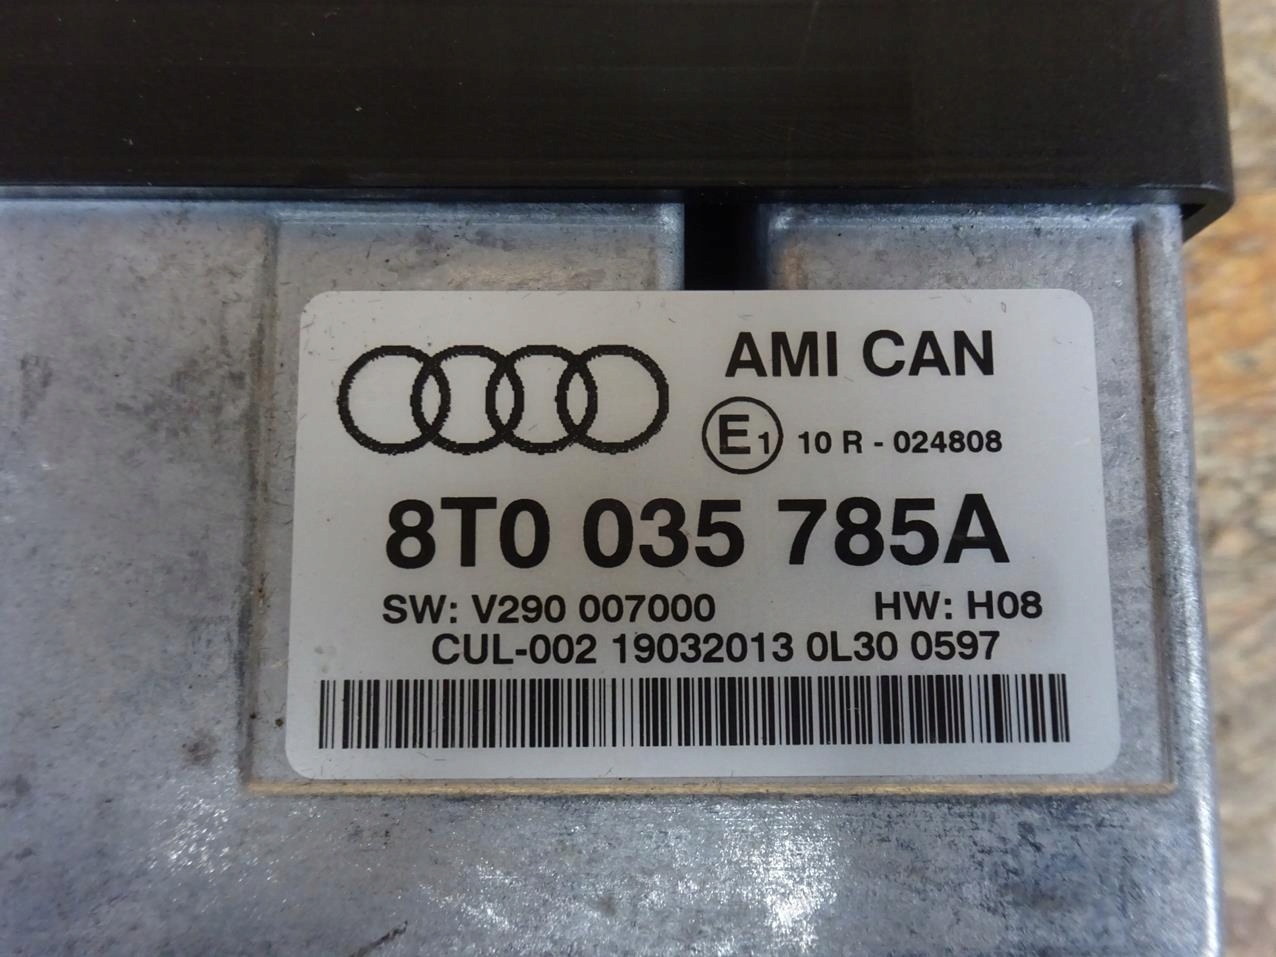 AMI CAN
E1 10 R - 024808
8T0 035 785A
SW: V290 007000 HW: H08
CUL-002 19032013 0L30 0597